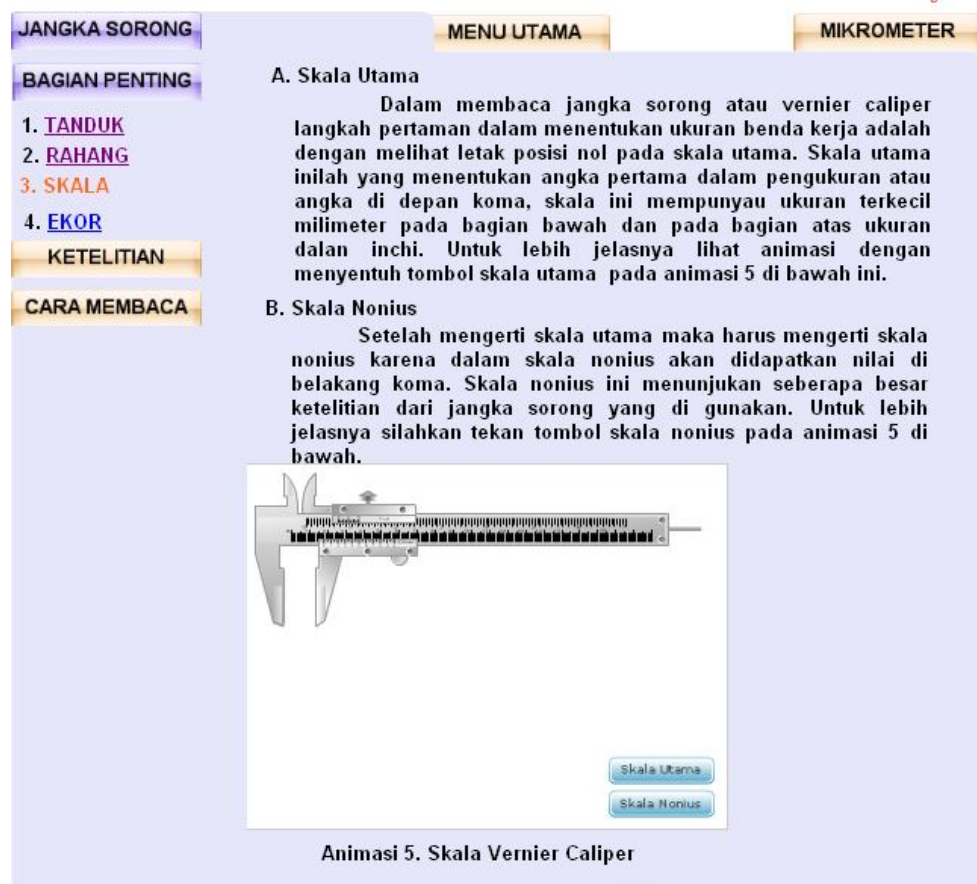 JANGKA SORONG
MENU UTAMA
MIKROMETER
BAGIAN PENTING
1. TANDUK
2. RAHANG
3. SKALA
4. EKOR
KETELITIAN
CARA MEMBACA
A. Skala Utama
Dalam membaca jangka sorong atau vernier caliper
langkah pertaman dalam menentukan ukuran benda kerja adalah
dengan melihat letak posisi nol pada skala utama. Skala utama
inilah yang menentukan angka pertama dalam pengukuran atau
angka di depan koma, skala ini mempunyau ukuran terkecil
milimeter pada bagian bawah dan pada bagian atas ukuran
dalan inchi. Untuk lebih jelasnya lihat animasi dengan
menyentuh tombol skala utama pada animasi 5 di bawah ini.
B. Skala Nonius
Setelah mengerti skala utama maka harus mengerti skala
nonius karena dalam skala nonius akan didapatkan nilai di
belakang koma. Skala nonius ini menunjukan seberapa besar
ketelitian dari jangka sorong yang di gunakan. Untuk lebih
jelasnya silahkan tekan tombol skala nonius pada animasi 5 di
bawah.
Skala Utama
Skala Nonius
Animasi 5. Skala Vernier Caliper